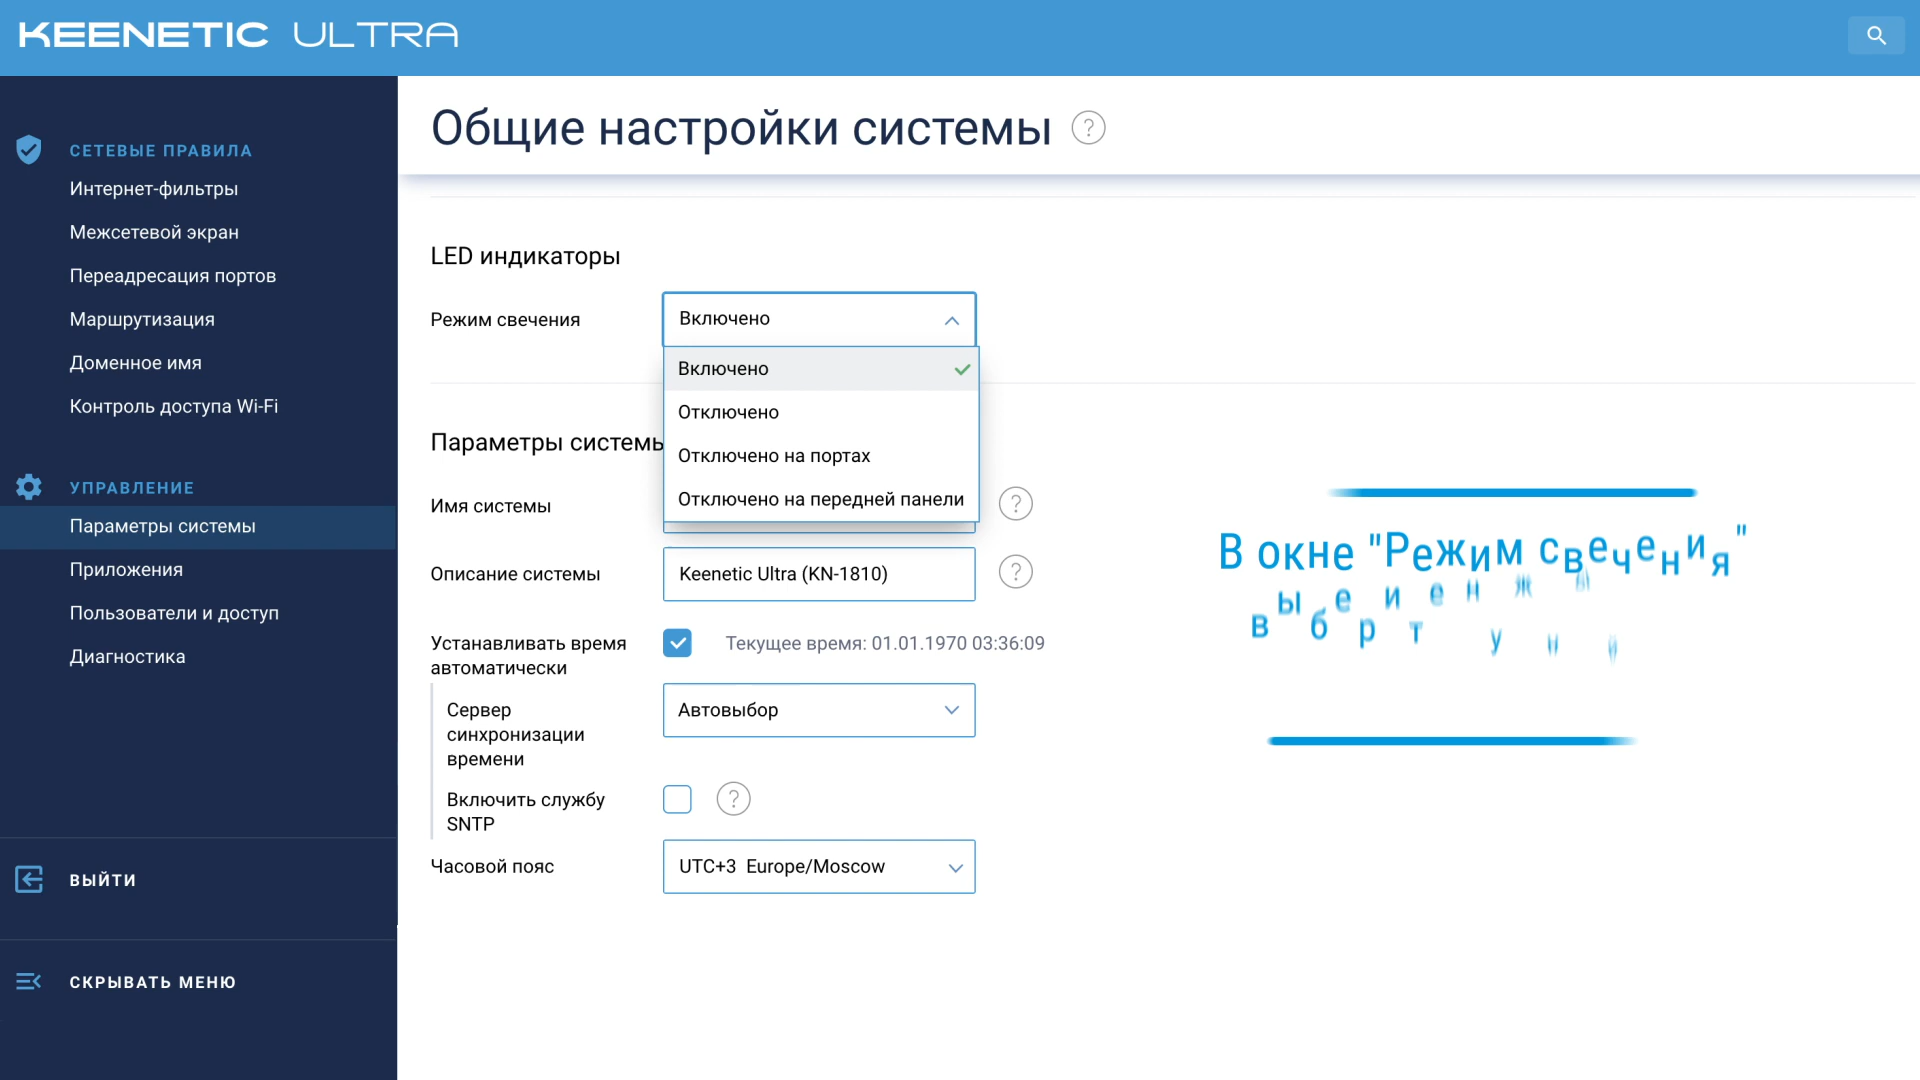 KEENETIC ULTRA
Общие настройки системы ?
СЕТЕВЫЕ ПРАВИЛА
Интернет-фильтры
Межсетевой экран
Переадресация портов
Маршрутизация
Доменное имя
Контроль доступа Wi-Fi
УПРАВЛЕНИЕ
Параметры системы
Приложения
Пользователи и доступ
Диагностика
ВЫЙТИ
СКРЫВАТЬ МЕНЮ
LED индикаторы
Режим свечения
Включено
Включено
Отключено
Отключено на портах
Отключено на передней панели
Параметры системы
Имя системы ?
Описание системы Keenetic Ultra (KN-1810) ?
Устанавливать время
автоматически
Текущее время: 01.01.1970 03:36:09
Сервер
синхронизации
времени
Автовыбор
Включить службу
SNTP
?
Часовой пояс UTC+3 Europe/Moscow
В окне "Режим свечения"
выберите нужный